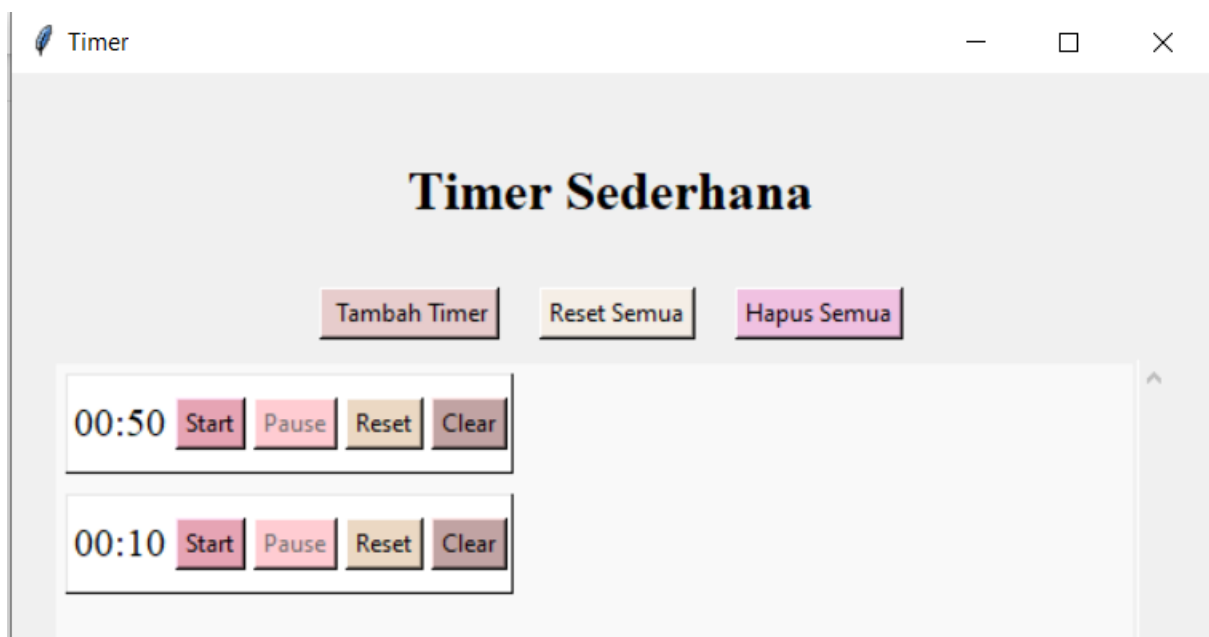 Timer
Timer Sederhana
Tambah Timer Reset Semua Hapus Semua
00:50 Start Pause Reset Clear
00:10 Start Pause Reset Clear